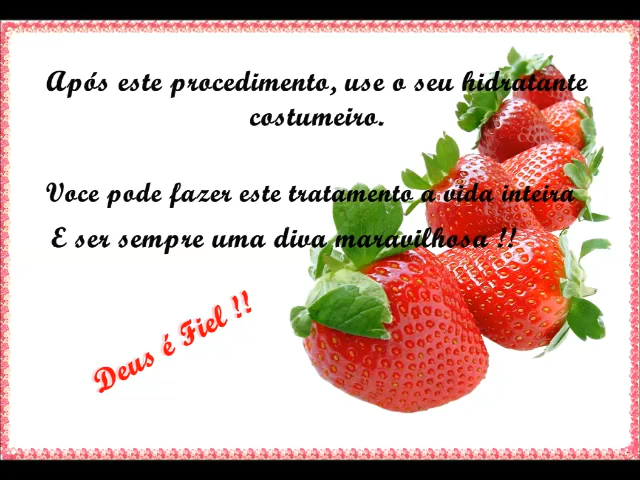 Após este procedimento, use o seu hidratante
costumeiro.
Voce pode fazer este tratamento a vida inteira
E ser sempre uma diva maravilhosa !!
Deus é Fiel !!